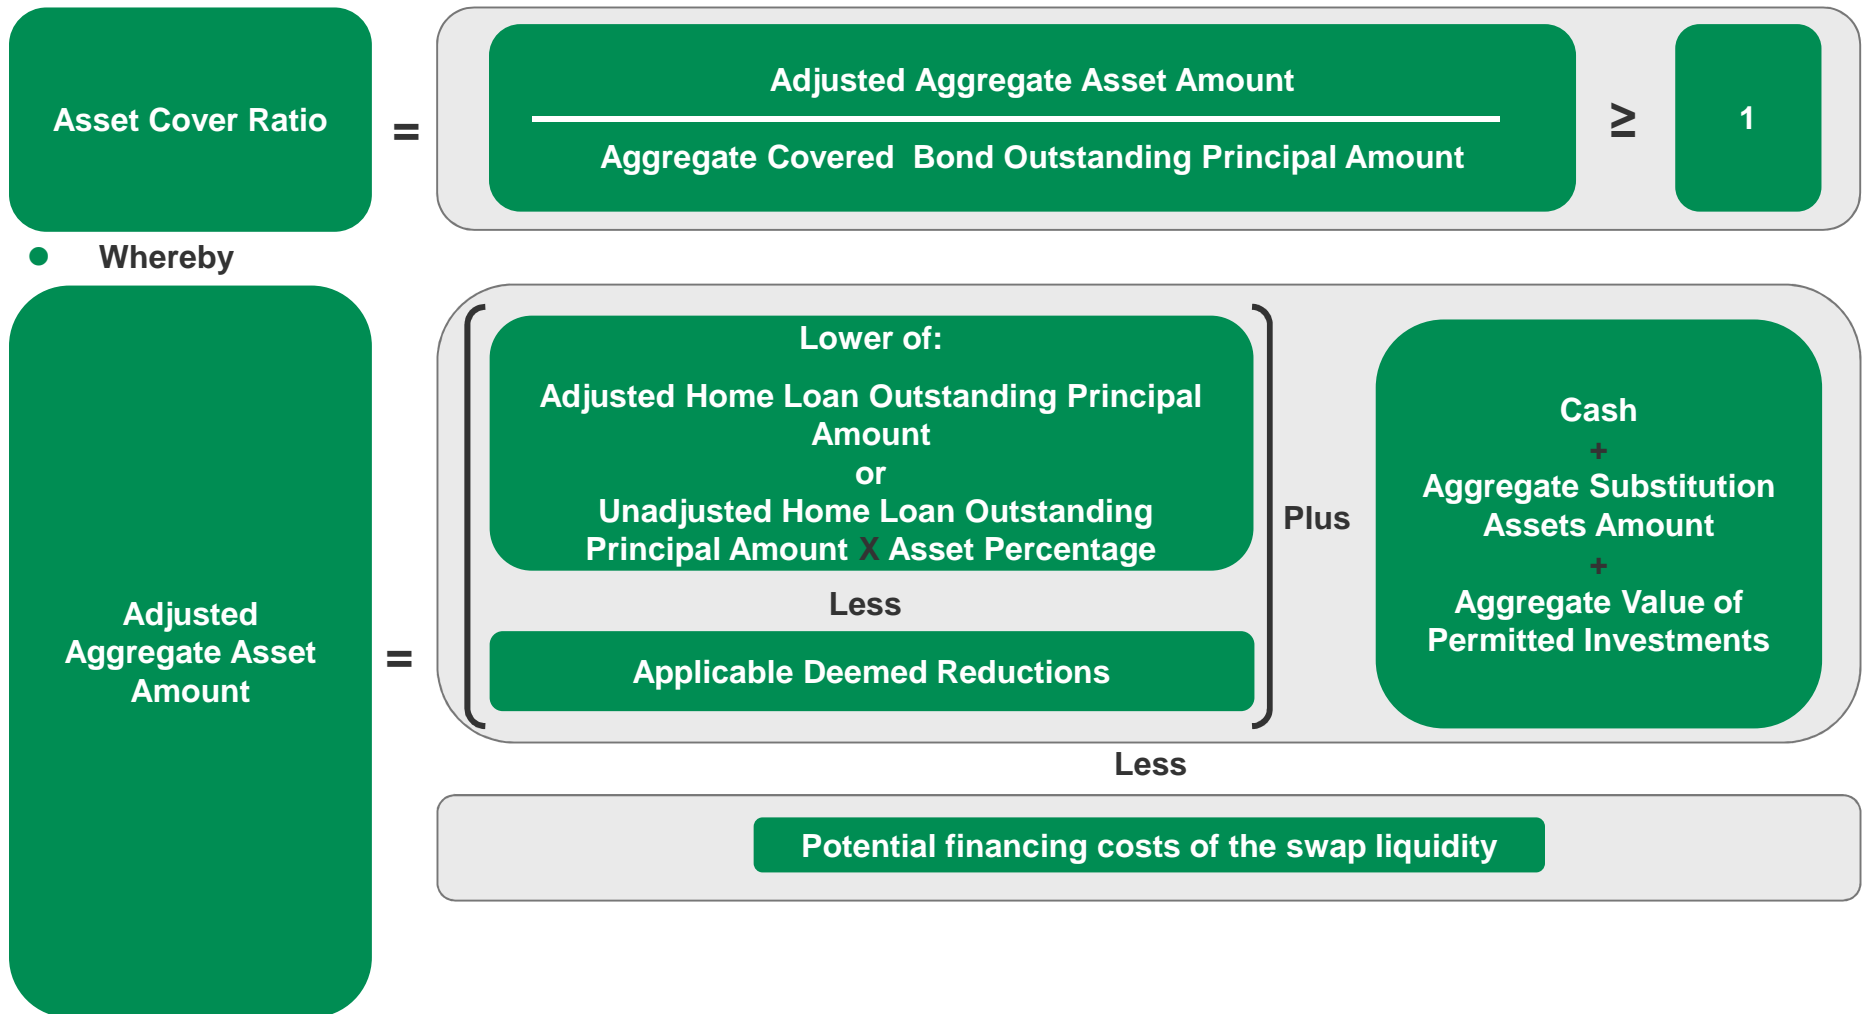 Asset Cover Ratio
=
Adjusted Aggregate Asset Amount
Aggregate Covered Bond Outstanding Principal Amount
≥
1
● Whereby
Adjusted
Aggregate Asset
Amount
=
Lower of:
Adjusted Home Loan Outstanding Principal
Amount
or
Unadjusted Home Loan Outstanding
Principal Amount X Asset Percentage
Less
Applicable Deemed Reductions
Plus
Cash
+
Aggregate Substitution
Assets Amount
+
Aggregate Value of
Permitted Investments
Less
Potential financing costs of the swap liquidity